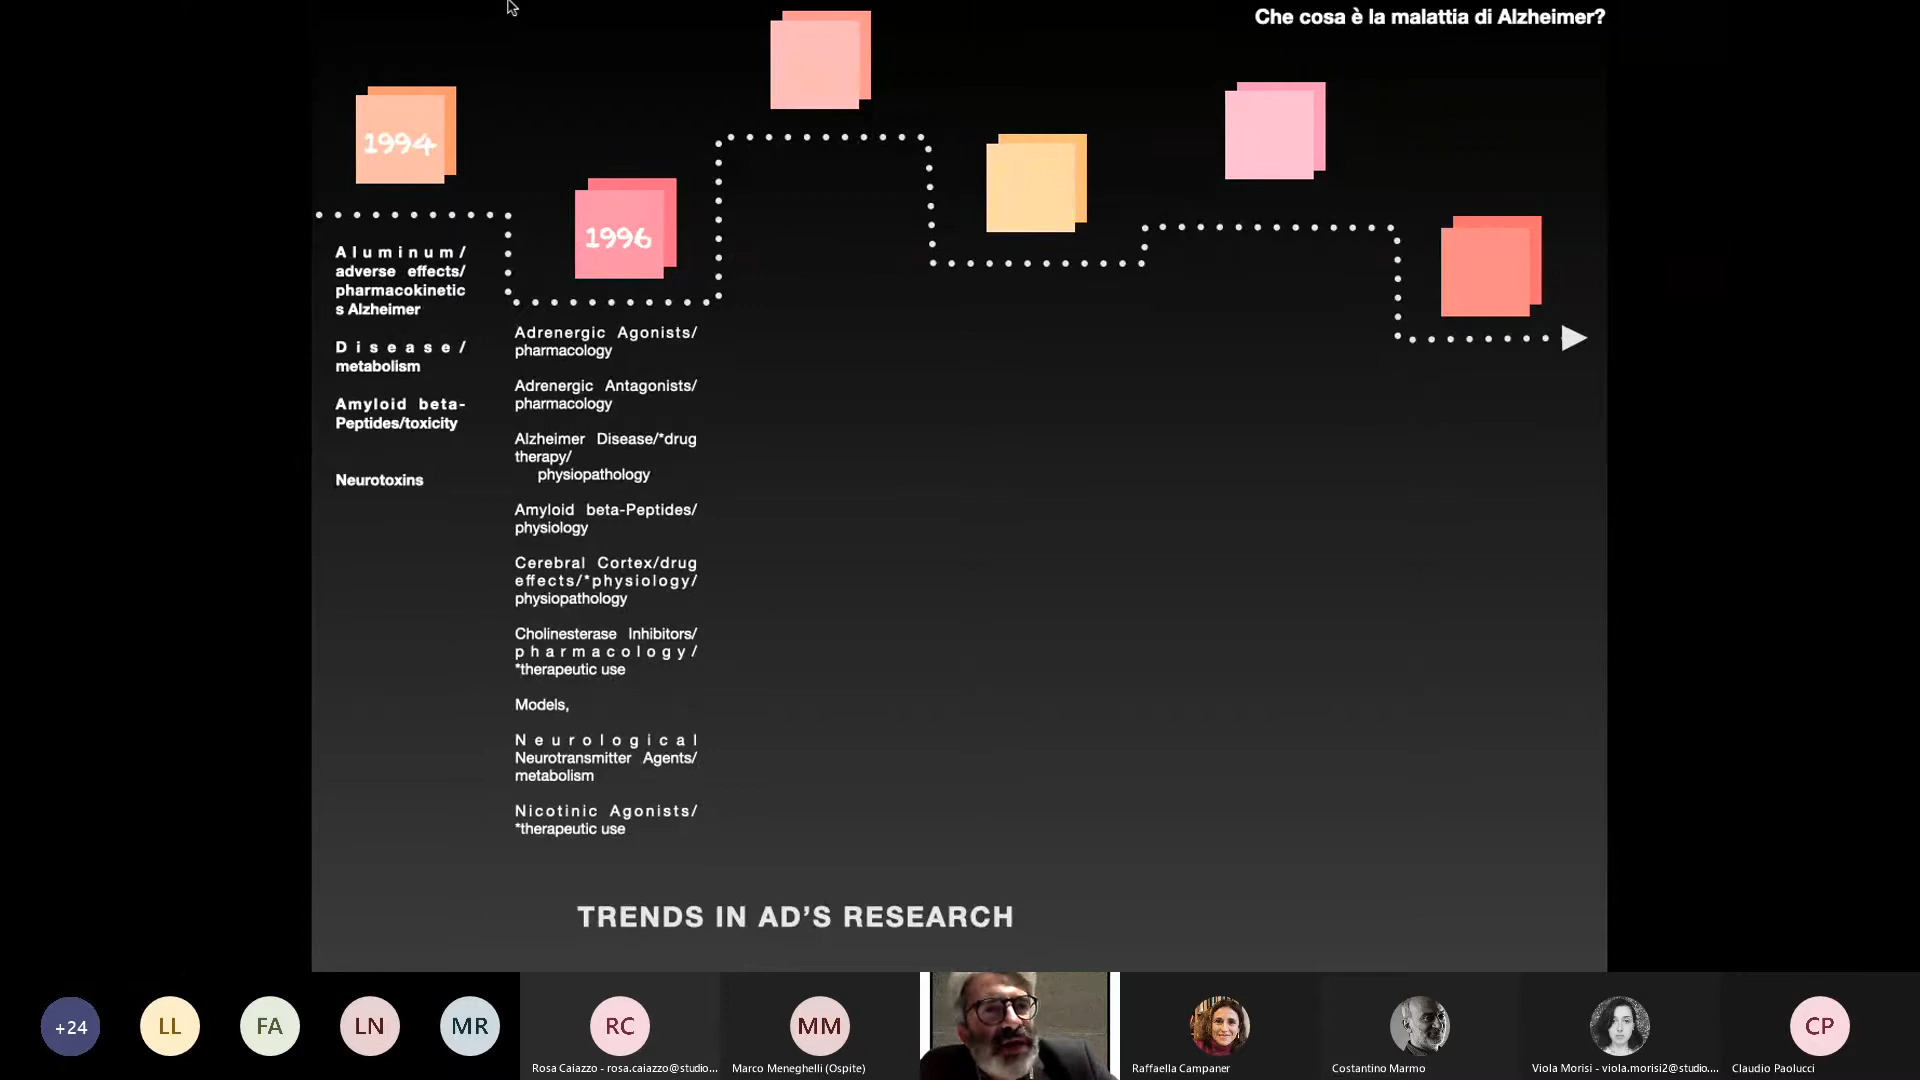 Che cosa è la malattia di Alzheimer?
1994
1996
Aluminum/
adverse effects/
pharmacokinetic
s Alzheimer
Disease/
metabolism
Amyloid beta-
Peptides/toxicity
Neurotoxins
Adrenergic Agonists/
pharmacology
Adrenergic Antagonists/
pharmacology
Alzheimer Disease/*drug
therapy/
physiopathology
Amyloid beta-Peptides/
physiology
Cerebral Cortex/drug
effects/*physiology/
physiopathology
Cholinesterase Inhibitors/
pharmacology/
*therapeutic use
Models,
Neurological
Neurotransmitter Agents/
metabolism
Nicotinic Agonists/
*therapeutic use
TRENDS IN AD’S RESEARCH
+24
LL
FA
LN
MR
RC
MM
CP
Rosa Caiazzo - rosa.caiazzo@studio...
Marco Meneghelli (Ospite)
Raffaella Campaner
Costantino Marmo
Viola Morisi - viola.morisi2@studio....
Claudio Paolucci